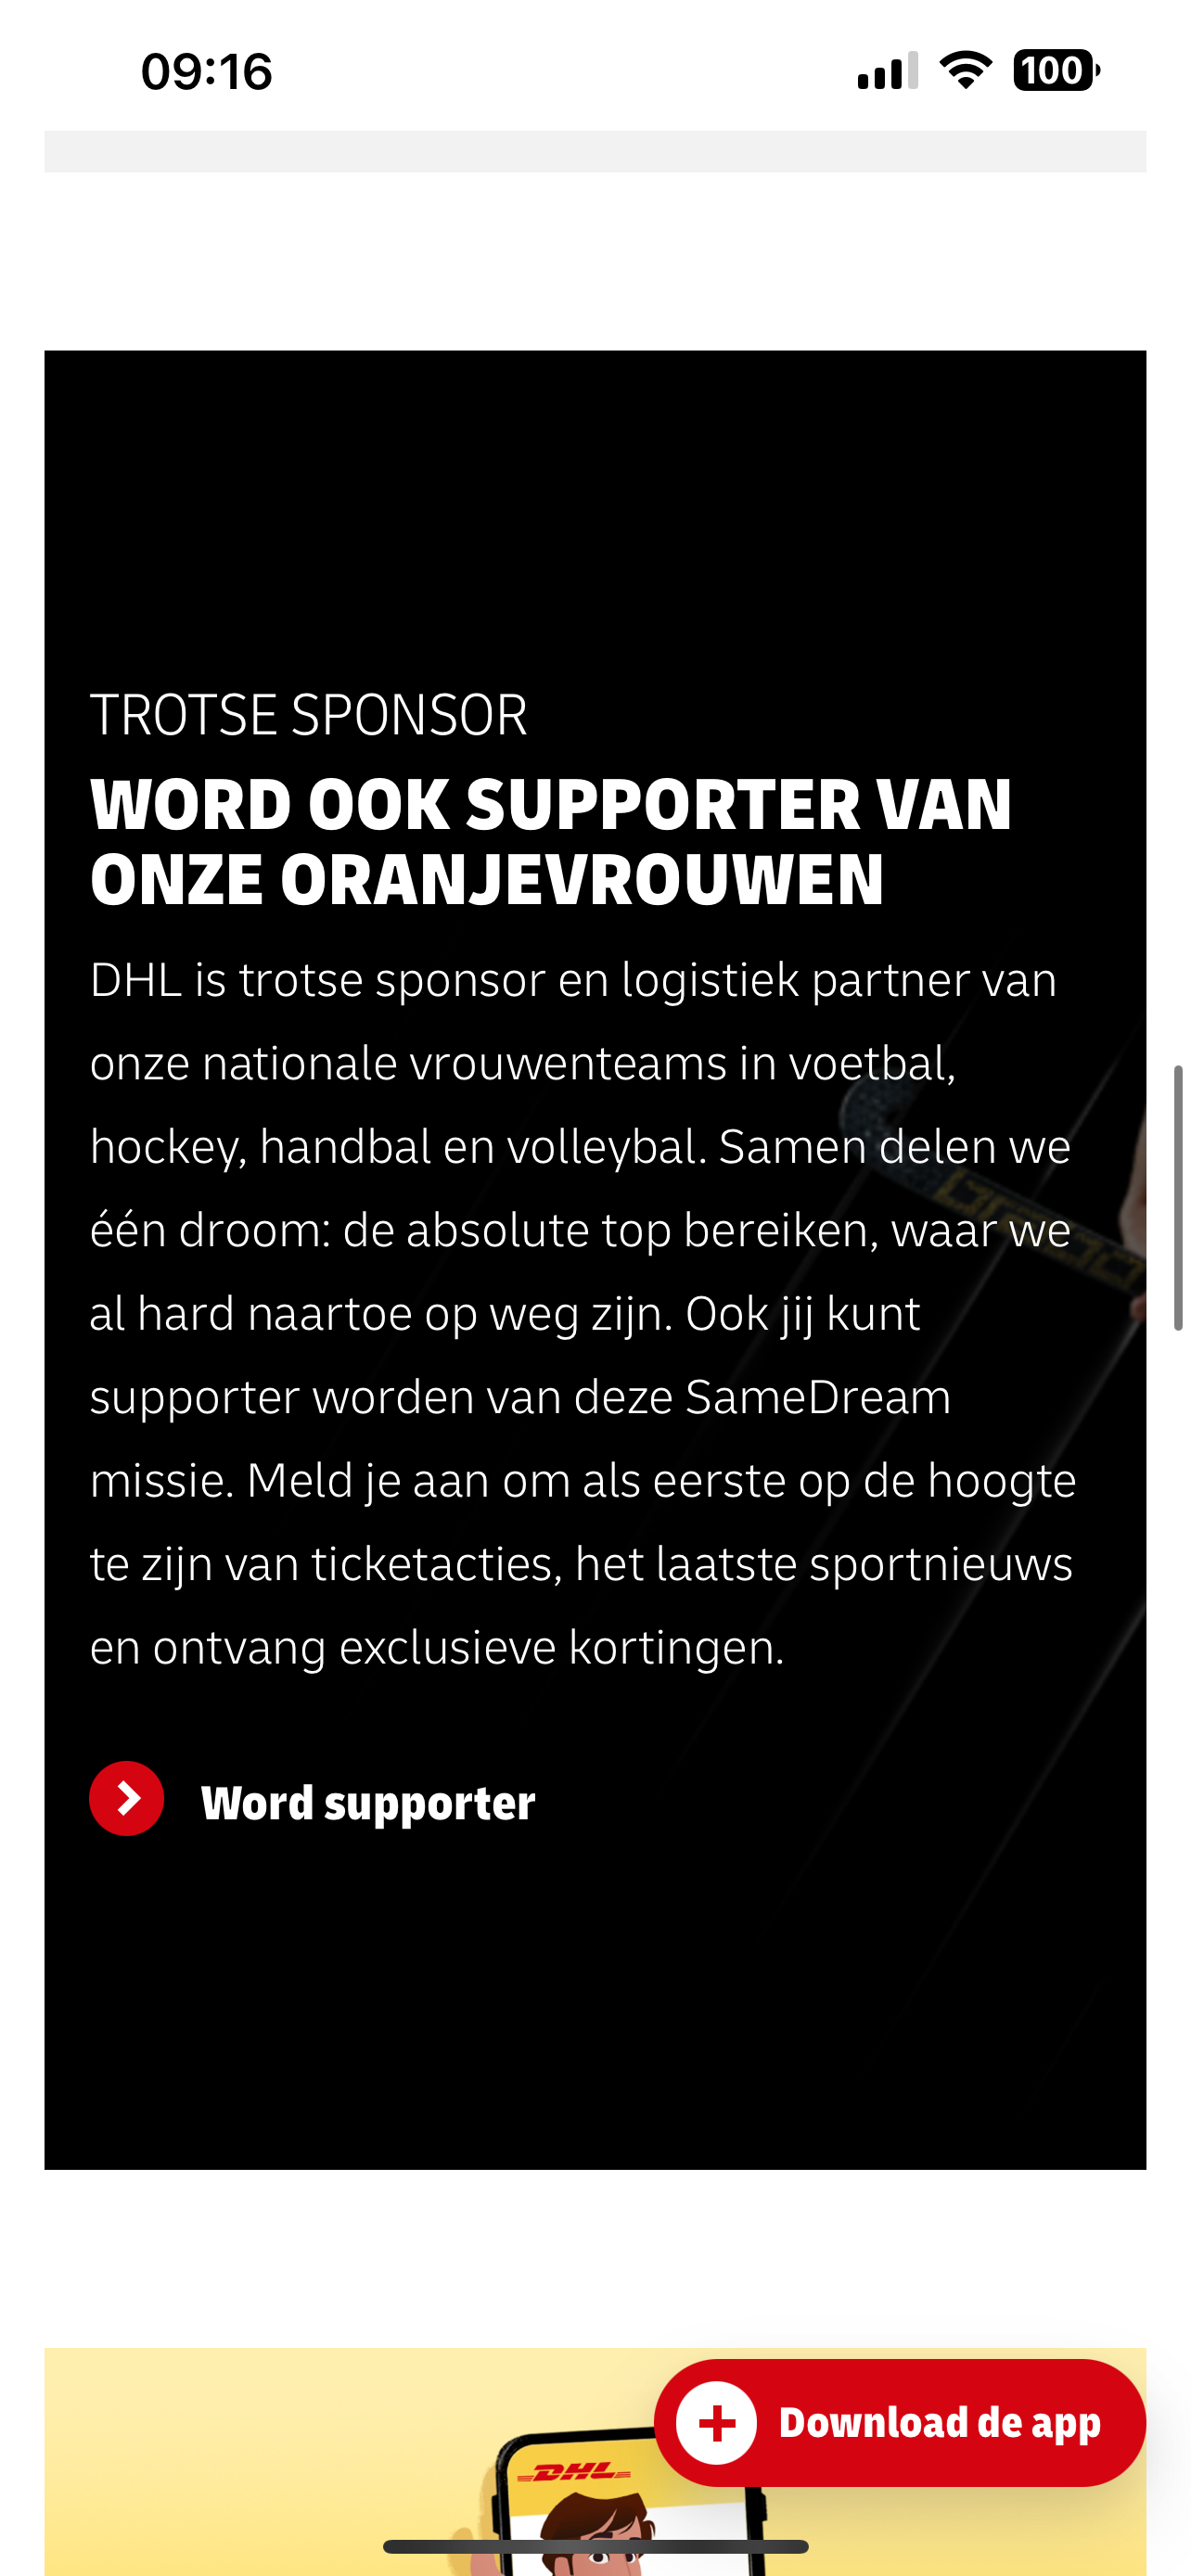 09:16
100
TROTSE SPONSOR
WORD OOK SUPPORTER VAN
ONZE ORANJEVROUWEN
DHL is trotse sponsor en logistiek partner van
onze nationale vrouwenteams in voetbal,
hockey, handbal en volleybal. Samen delen we
één droom: de absolute top bereiken, waar we
al hard naartoe op weg zijn. Ook jij kunt
supporter worden van deze SameDream
missie. Meld je aan om als eerste op de hoogte
te zijn van ticketacties, het laatste sportnieuws
en ontvang exclusieve kortingen.
Word supporter
Download de app
DHL